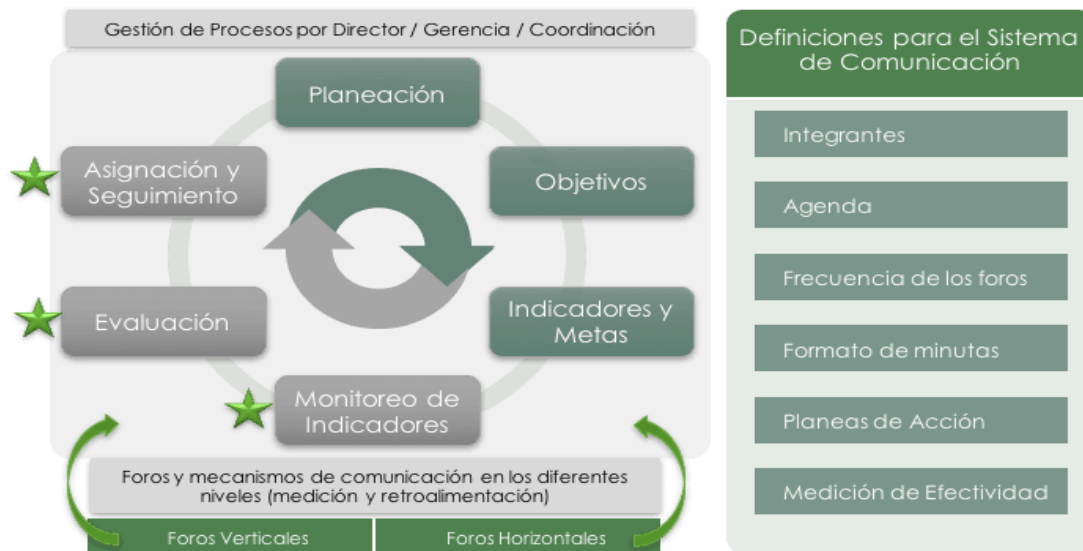 Gestión de Procesos por Director / Gerencia / Coordinación
Planeación
Asignación y
Seguimiento
Objetivos
Evaluación
Indicadores y
Metas
Monitoreo de
Indicadores
Foros y mecanismos de comunicación en los diferentes
niveles (medición y retroalimentación)
Foros Verticales
Foros Horizontales
Definiciones para el Sistema
de Comunicación
Integrantes
Agenda
Frecuencia de los foros
Formato de minutas
Planeas de Acción
Medición de Efectividad